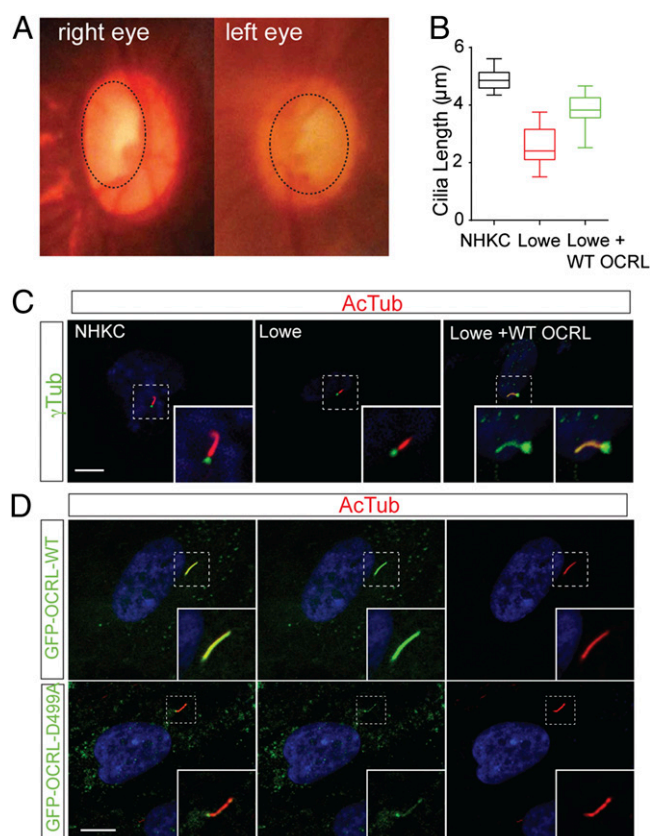 A
right eye
left eye
B
Cilia Length (µm)
6
4
2
0
NHKC
Lowe
Lowe +
WT OCRL
C
AcTub
γTub
NHKC
Lowe
Lowe +WT OCRL
D
AcTub
GFP-OCRL-WT
GFP-OCRL-D499A